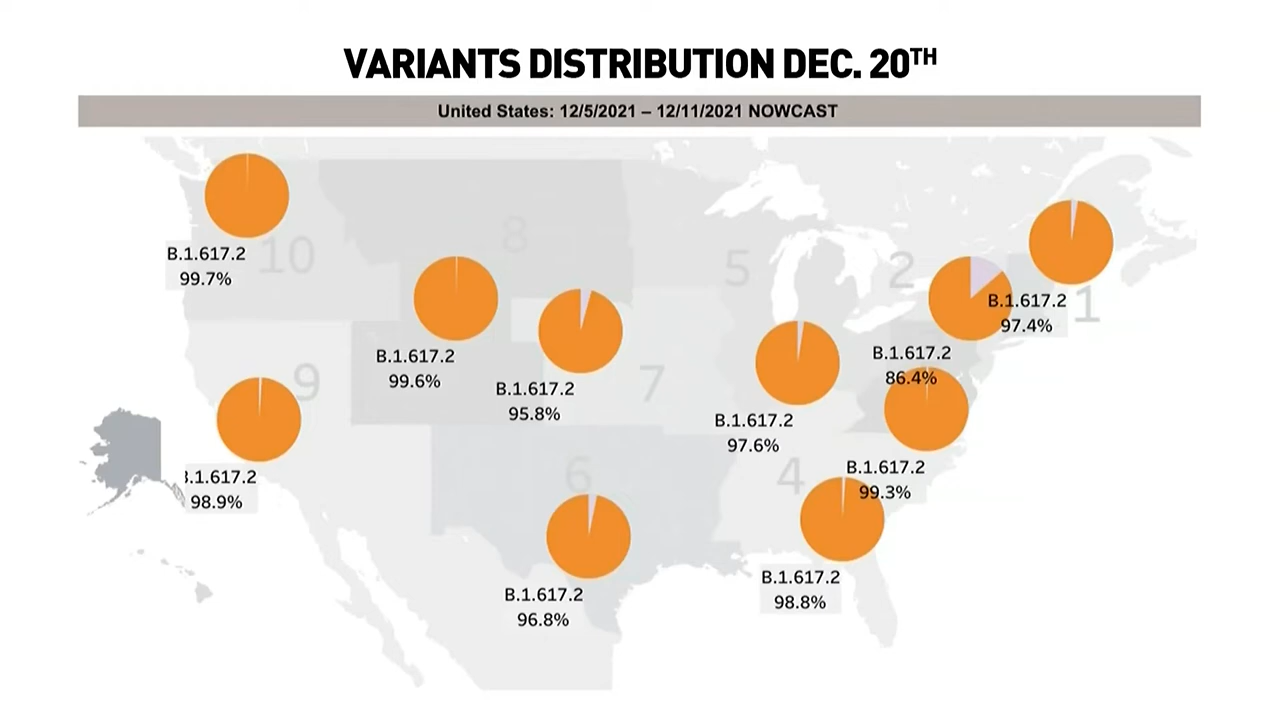 VARIANTS DISTRIBUTION DEC. 20TH
United States: 12/5/2021 – 12/11/2021 NOWCAST
8
10
B.1.617.2
99.7%
5
2
B.1.617.2
97.4%
1
B.1.617.2
99.6%
B.1.617.2
86.4%
9
7
B.1.617.2
95.8%
B.1.617.2
97.6%
.1.617.2
98.9%
6
4
B.1.617.2
99.3%
B.1.617.2
96.8%
B.1.617.2
98.8%